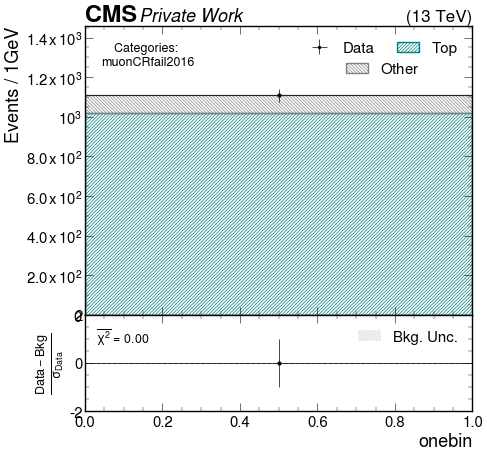 CMS Private Work (13 TeV)
Categories:
muonCRfail2016
Data
Top
Other
Events / 1GeV
1.4 x 10³
1.2 x 10³
10³
8.0 x 10²
6.0 x 10²
4.0 x 10²
2.0 x 10²
0
2
χ² = 0.00
Bkg. Unc.
Data − Bkg
σData
0
-2
0.0 0.2 0.4 0.6 0.8 1.0
onebin